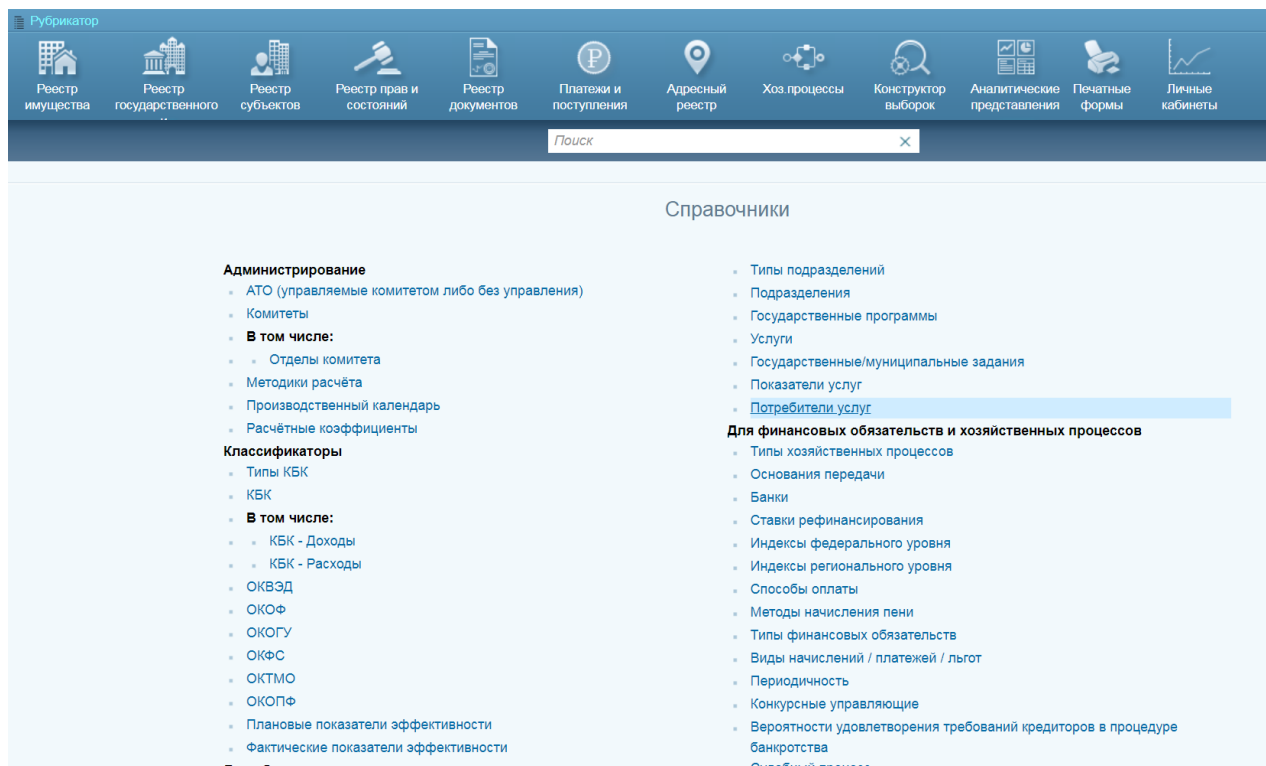 Рубрикатор
Реестр имущества
Реестр государственного
Реестр субъектов
Реестр прав и состояний
Реестр документов
Платежи и поступления
Адресный реестр
Хоз.процессы
Конструктор выборок
Аналитические представления
Печатные формы
Личные кабинеты
Поиск
Справочники
Администрирование
АТО (управляемые комитетом либо без управления)
Комитеты
В том числе:
Отделы комитета
Методики расчёта
Производственный календарь
Расчётные коэффициенты
Классификаторы
Типы КБК
КБК
В том числе:
КБК - Доходы
КБК - Расходы
ОКВЭД
ОКОФ
ОКОГУ
ОКФС
ОКТМО
ОКОПФ
Плановые показатели эффективности
Фактические показатели эффективности
Типы подразделений
Подразделения
Государственные программы
Услуги
Государственные/муниципальные задания
Показатели услуг
Потребители услуг
Для финансовых обязательств и хозяйственных процессов
Типы хозяйственных процессов
Основания передачи
Банки
Ставки рефинансирования
Индексы федерального уровня
Индексы регионального уровня
Способы оплаты
Методы начисления пени
Типы финансовых обязательств
Виды начислений / платежей / льгот
Периодичность
Конкурсные управляющие
Вероятности удовлетворения требований кредиторов в процедуре
банкротства